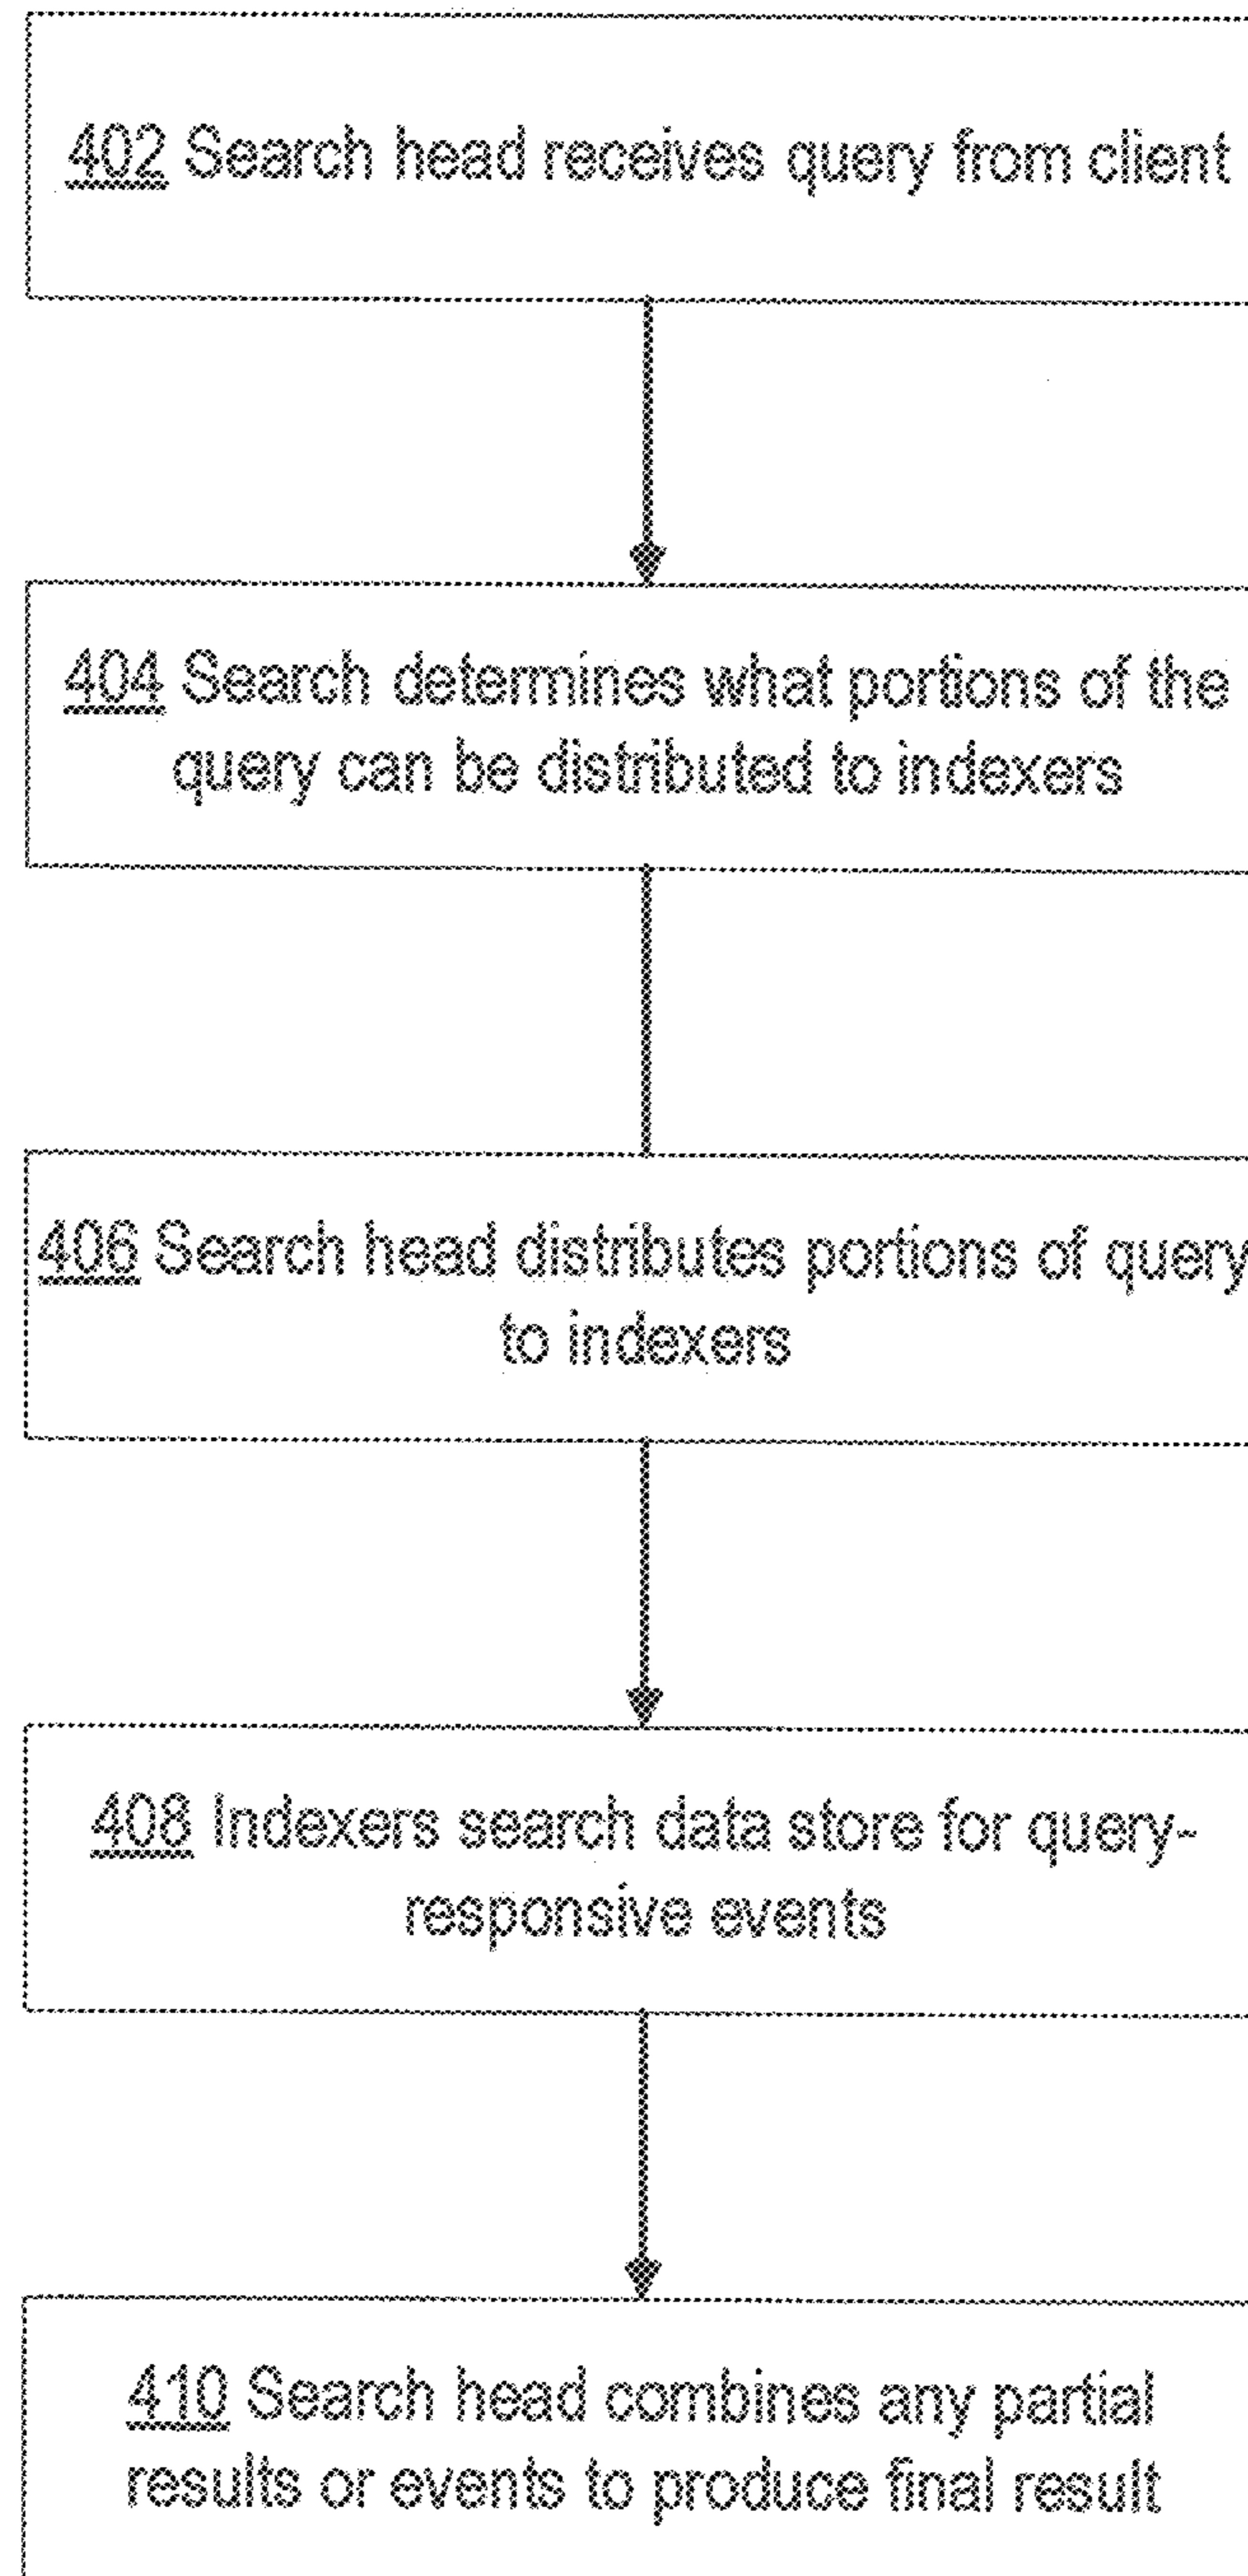 402 Search head receives query from client
404 Search determines what portions of the
query can be distributed to indexers
406 Search head distributes portions of query
to indexers
408 Indexers search data store for query-
responsive events
410 Search head combines any partial
results or events to produce final result